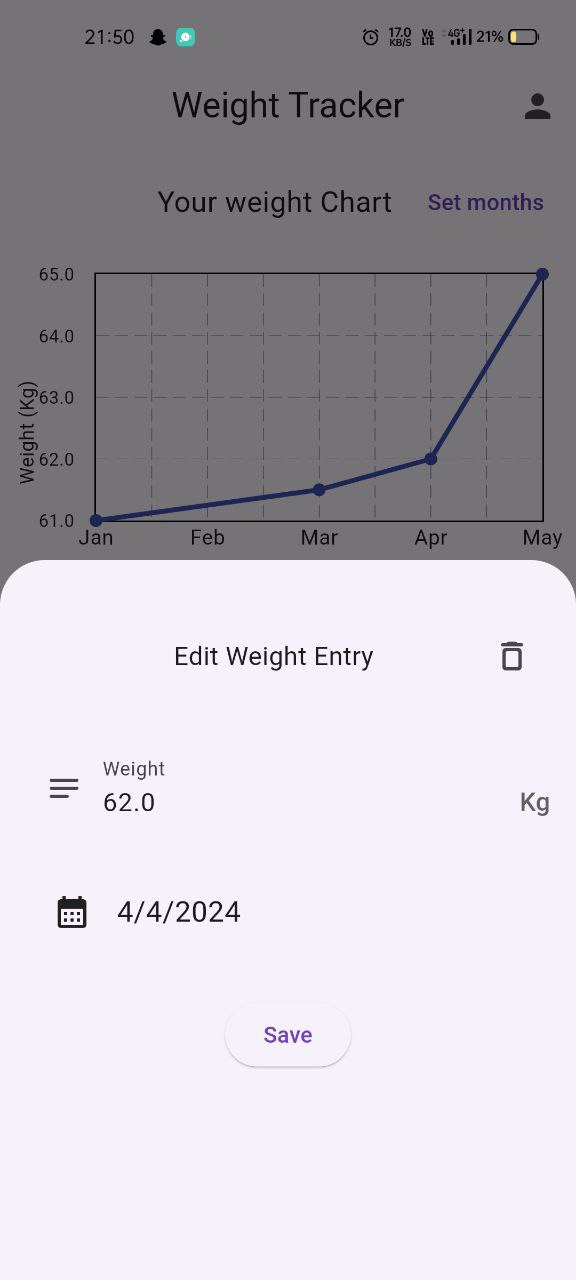 21:50 17.0 KB/S Vo LTE 4G+ 21%
Weight Tracker
Your weight Chart Set months
65.0
64.0
63.0
62.0
61.0
Weight (Kg)
Jan Feb Mar Apr May
Edit Weight Entry
Weight
62.0 Kg
4/4/2024
Save